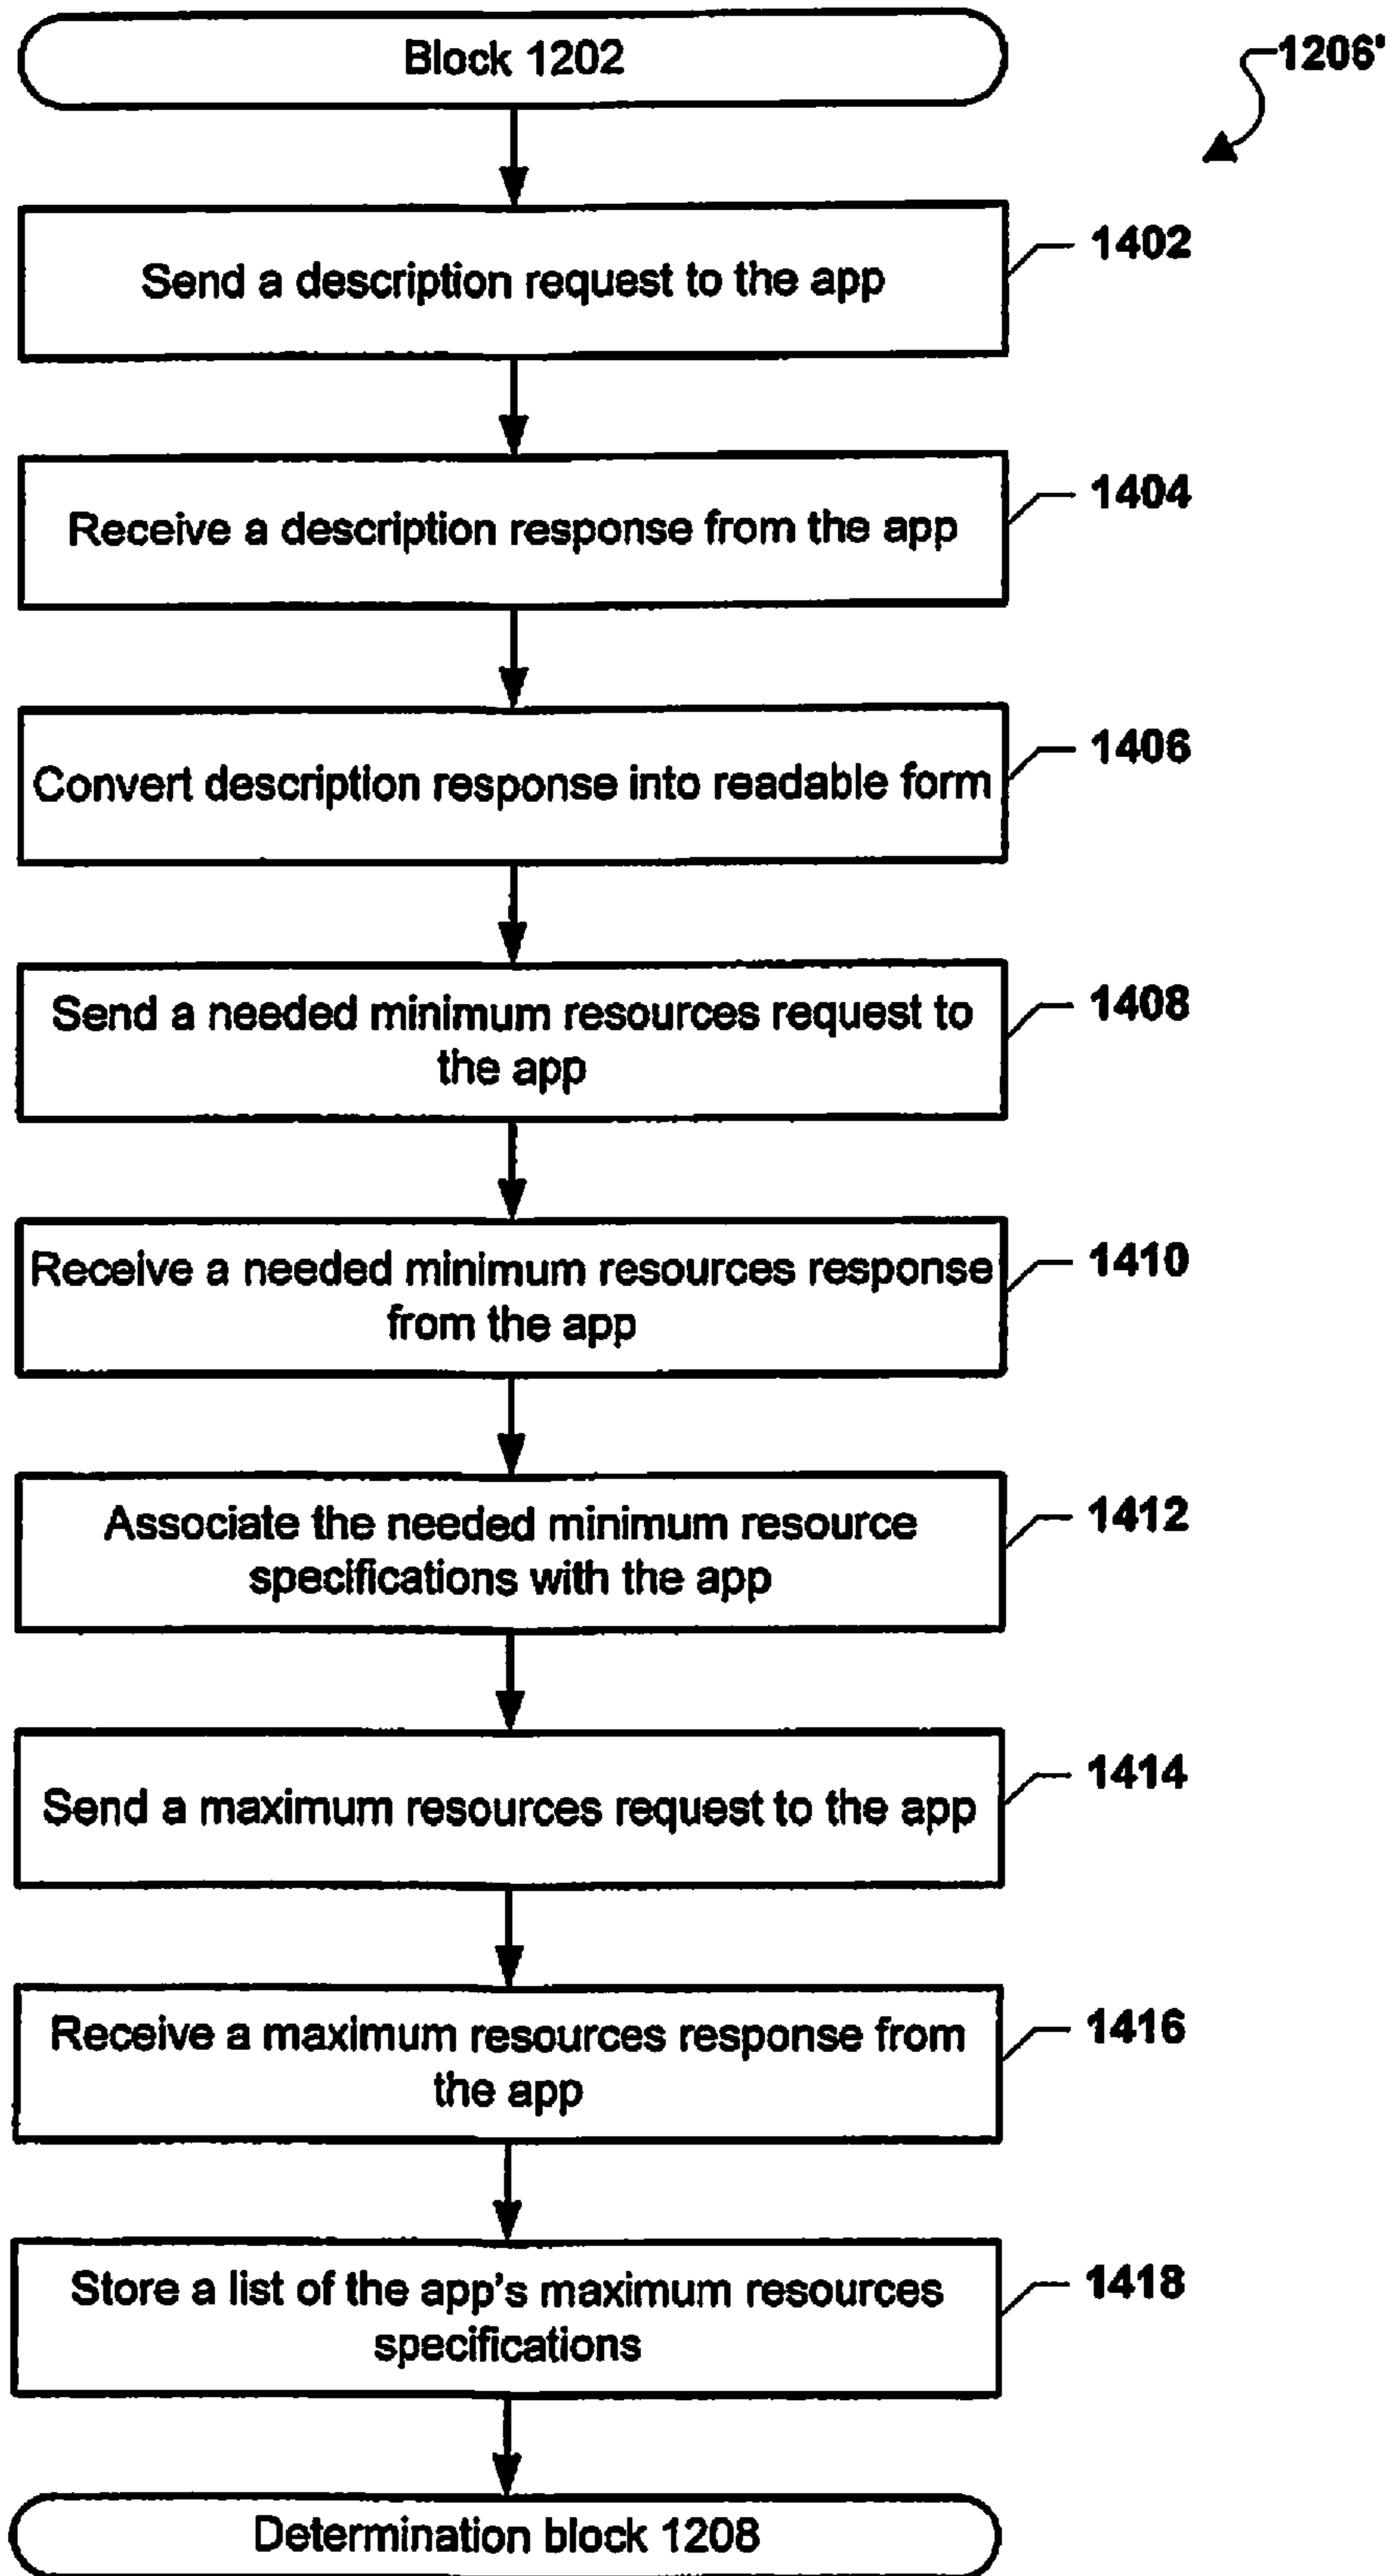 Block 1202
1206'
Send a description request to the app
1402
Receive a description response from the app
1404
Convert description response into readable form
1406
Send a needed minimum resources request to
the app
1408
Receive a needed minimum resources response
from the app
1410
Associate the needed minimum resource
specifications with the app
1412
Send a maximum resources request to the app
1414
Receive a maximum resources response from
the app
1416
Store a list of the app's maximum resources
specifications
1418
Determination block 1208